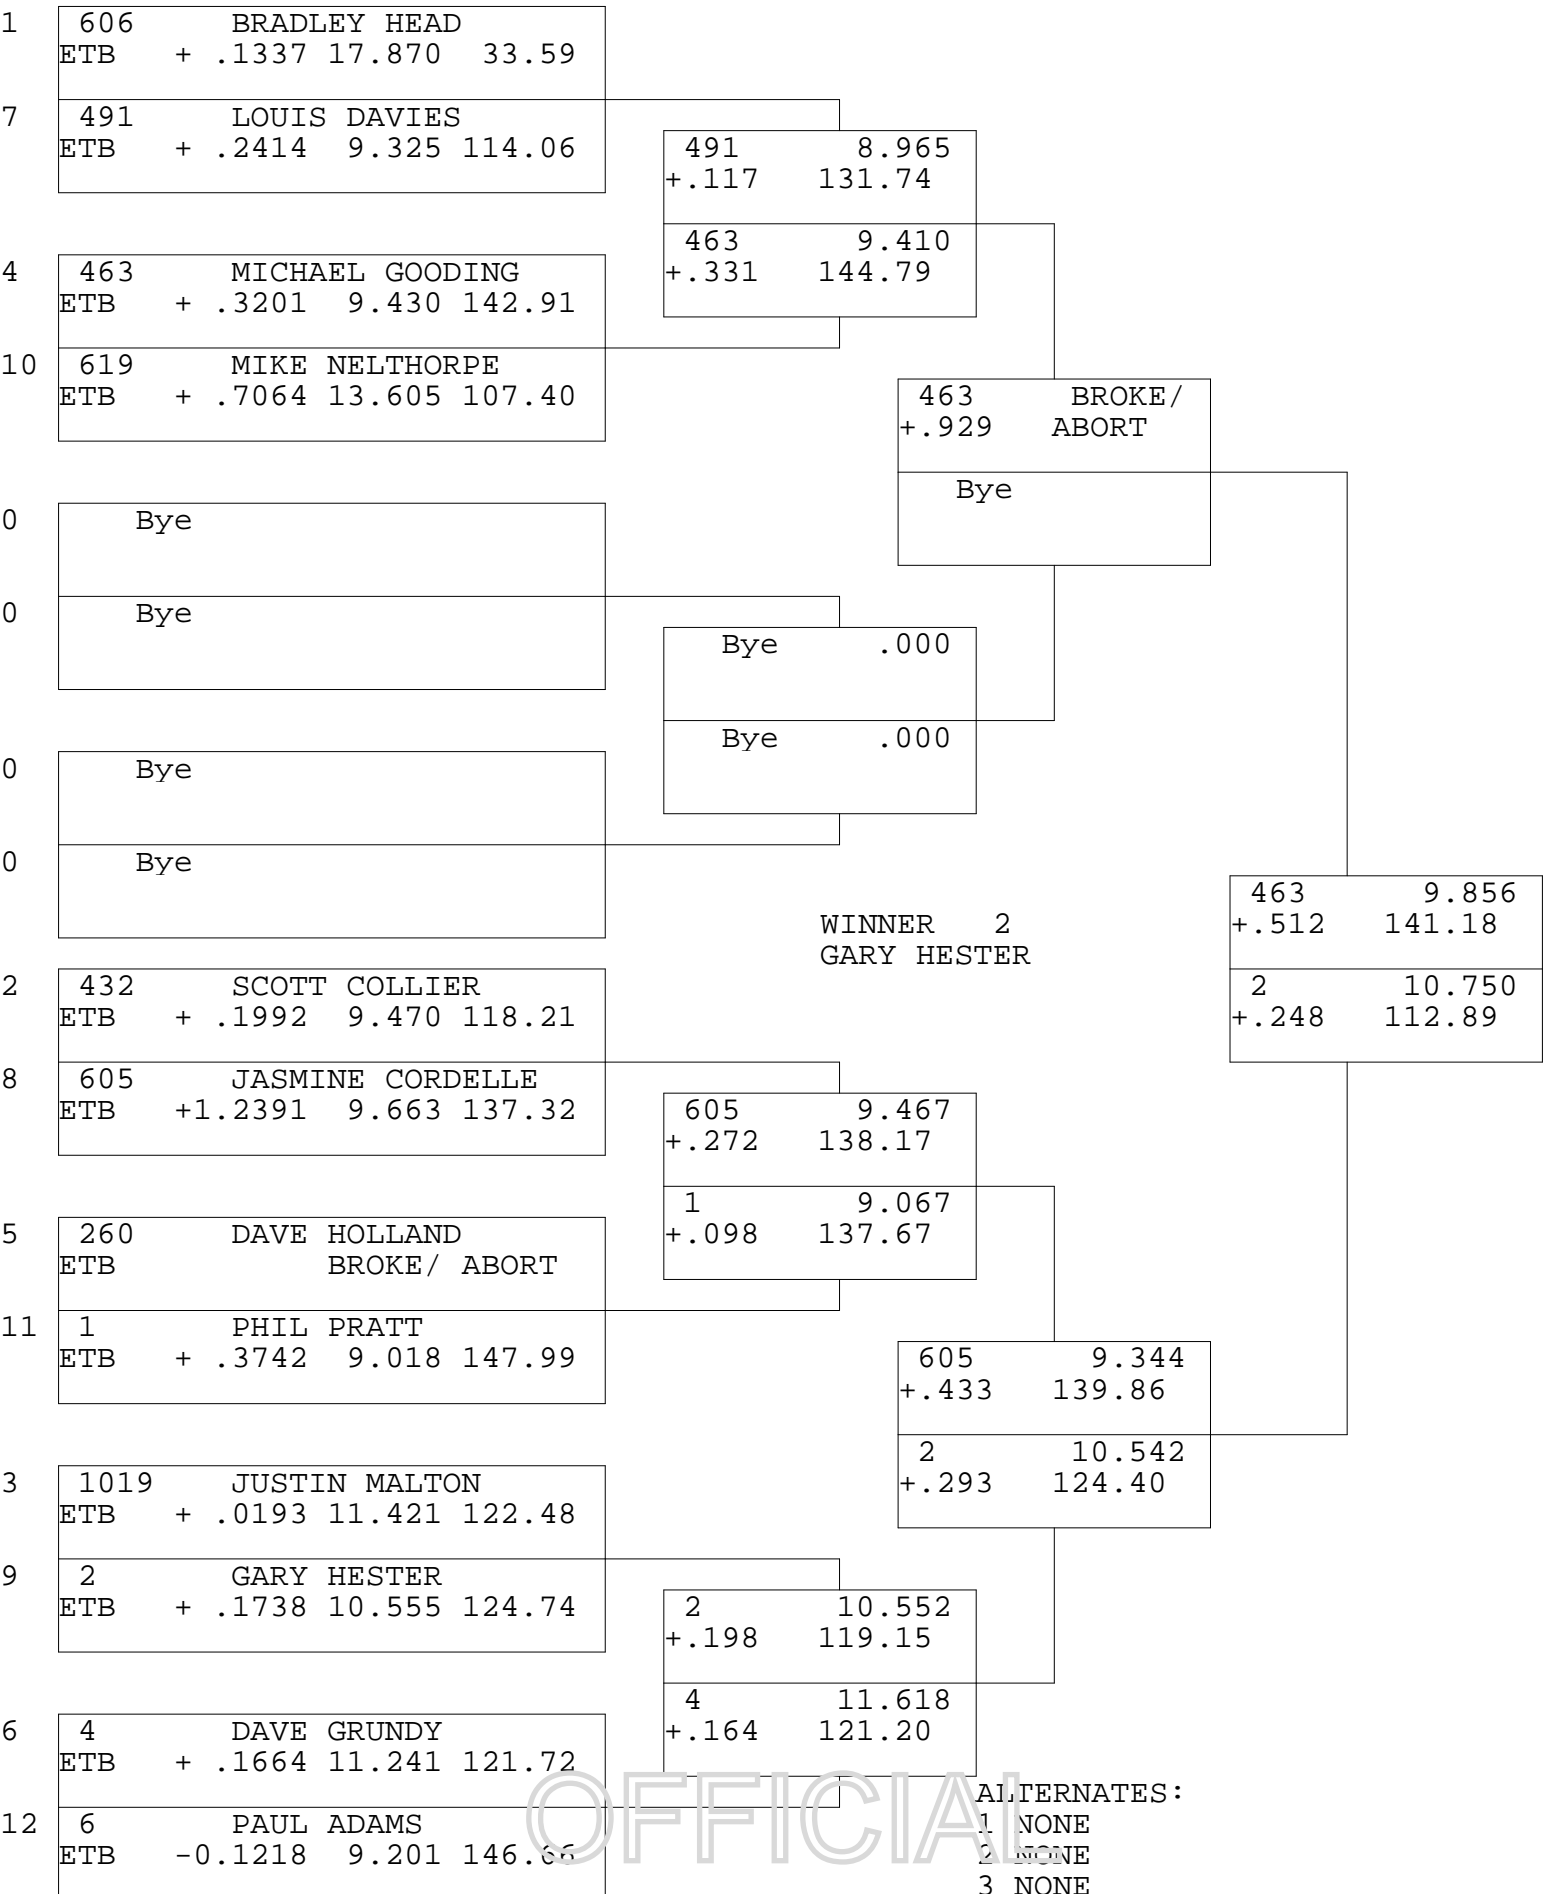 1 606 BRADLEY HEAD
ETB + .1337 17.870 33.59
7 491 LOUIS DAVIES
ETB + .2414 9.325 114.06
491 8.965
+.117 131.74
463 9.410
+.331 144.79
4 463 MICHAEL GOODING
ETB + .3201 9.430 142.91
10 619 MIKE NELTHORPE
ETB + .7064 13.605 107.40
463 BROKE/
+.929 ABORT
Bye
0 Bye
0 Bye
Bye .000
Bye .000
0 Bye
0 Bye
463 9.856
+.512 141.18
2 10.750
+.248 112.89
WINNER 2
GARY HESTER
2 432 SCOTT COLLIER
ETB + .1992 9.470 118.21
8 605 JASMINE CORDELLE
ETB +1.2391 9.663 137.32
605 9.467
+.272 138.17
1 9.067
+.098 137.67
5 260 DAVE HOLLAND
ETB BROKE/ ABORT
11 1 PHIL PRATT
ETB + .3742 9.018 147.99
605 9.344
+.433 139.86
2 10.542
+.293 124.40
3 1019 JUSTIN MALTON
ETB + .0193 11.421 122.48
9 2 GARY HESTER
ETB + .1738 10.555 124.74
2 10.552
+.198 119.15
4 11.618
+.164 121.20
6 4 DAVE GRUNDY
ETB + .1664 11.241 121.72
12 6 PAUL ADAMS
ETB -0.1218 9.201 146.66
OFFICIAL
ALTERNATES:
1 NONE
2 NONE
3 NONE